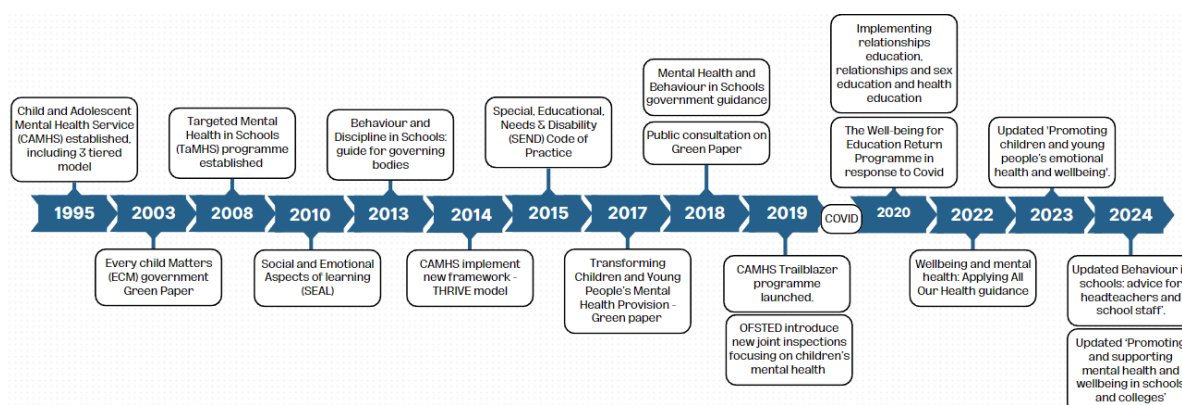 Child and Adolescent
Mental Health Service
(CAMHS) established,
including 3 tiered
model
Targeted Mental
Health in Schools
(TaMHS) programme
established
Behaviour and
Discipline in Schools:
guide for governing
bodies
Special, Educational,
Needs & Disability
(SEND) Code of
Practice
Mental Health and
Behaviour in Schools
government guidance
Public consultation on
Green Paper
Implementing
relationships
education,
relationships and sex
education and health
education
The Well-being for
Education Return
Programme in
response to Covid
Updated 'Promoting
children and young
people's emotional
health and wellbeing'.
1995
2003
2008
2010
2013
2014
2015
2017
2018
2019
COVID
2020
2022
2023
2024
Every child Matters
(ECM) government
Green Paper
Social and Emotional
Aspects of learning
(SEAL)
CAMHS implement
new framework -
THRIVE model
Transforming
Children and Young
People's Mental
Health Provision -
Green paper
CAMHS Trailblazer
programme
launched.
OFSTED introduce
new joint inspections
focusing on children's
mental health
Wellbeing and
mental health: Applying All
Our Health guidance
Updated Behaviour i
schools: advice for
headteachers and
school staff'.
Updated 'Promoting
and supporting
mental health and
wellbeing in schools
and colleges'